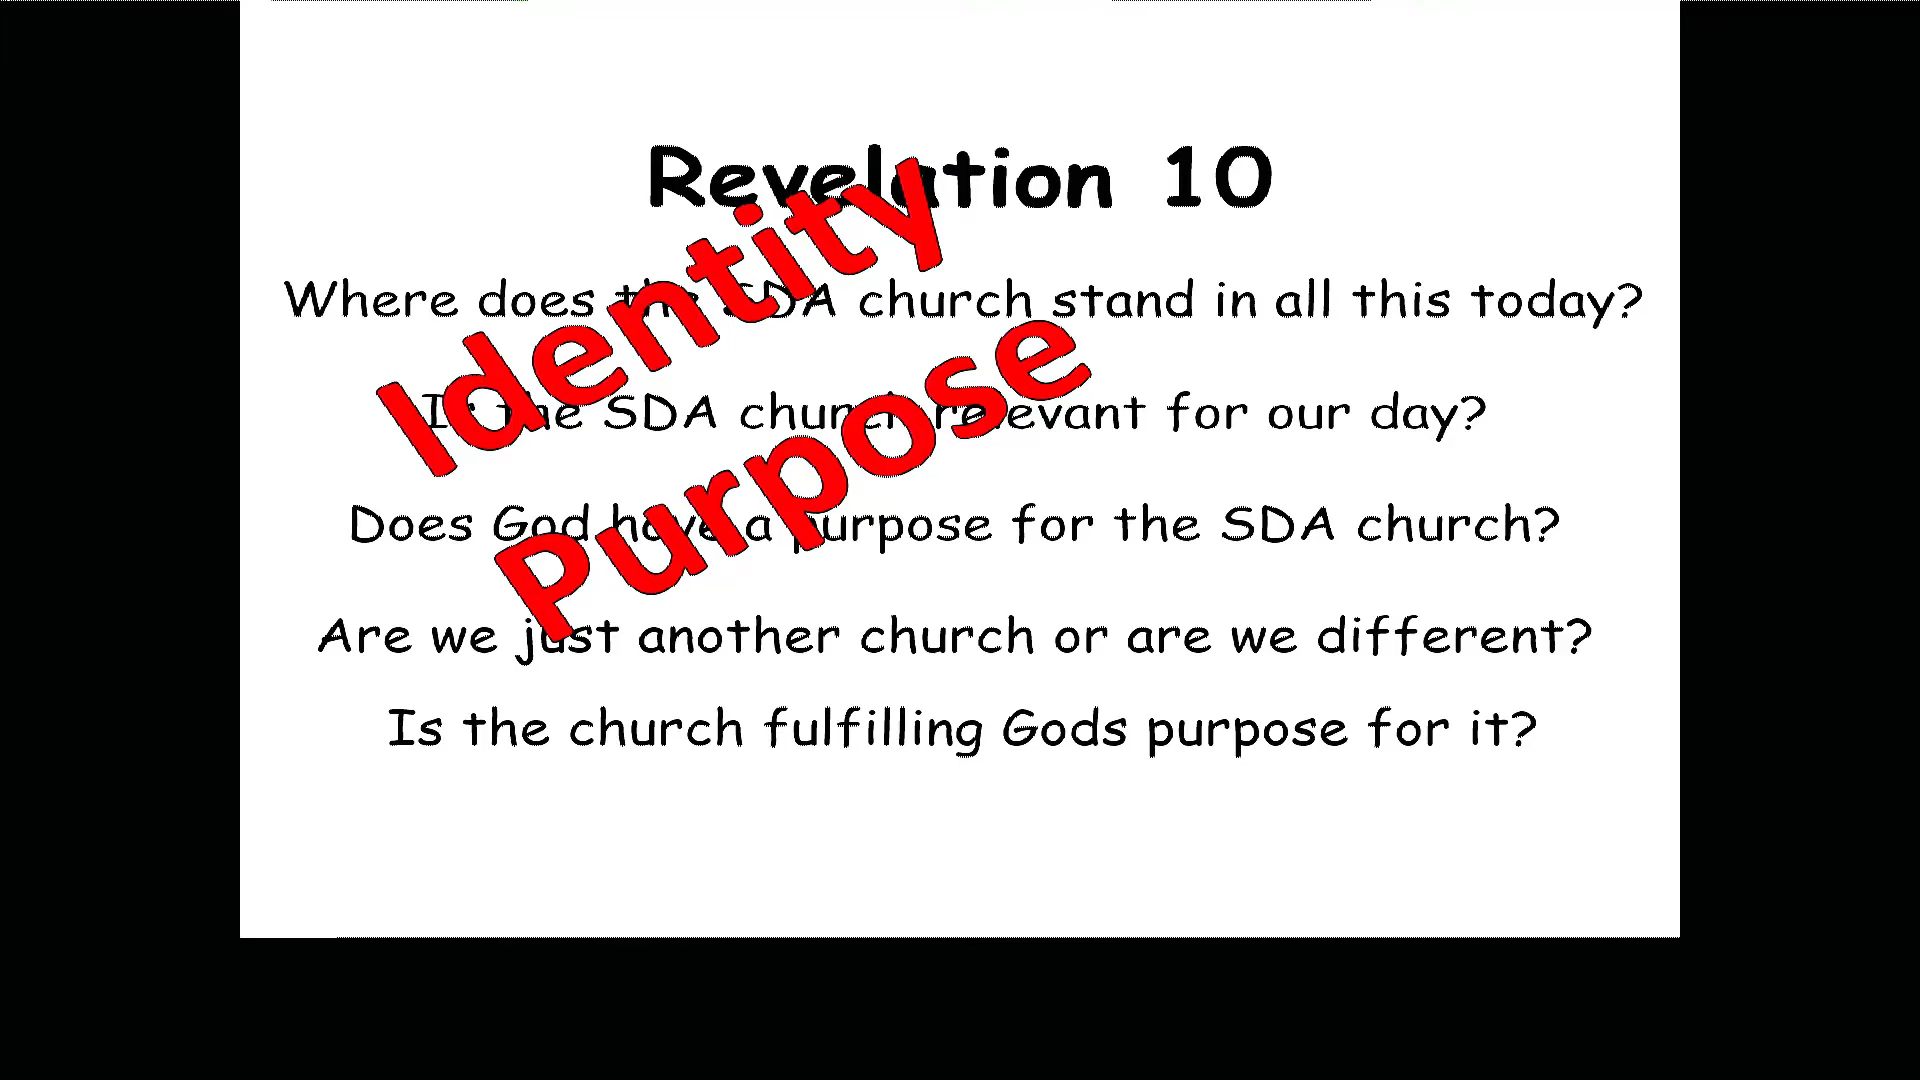 Revelation 10
Where does the SDA church stand in all this today?
Is the SDA church relevant for our day?
Does God have a purpose for the SDA church?
Are we just another church or are we different?
Is the church fulfilling Gods purpose for it?
Identity
Purpose